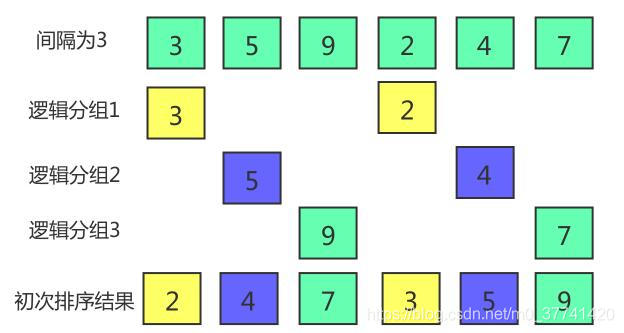 间隔为3 3 5 9 2 4 7
逻辑分组1 3 2
逻辑分组2 5 4
逻辑分组3 9 7
初次排序结果 2 4 7 3 5 9
https://blog.csdn.net/m0_37741420